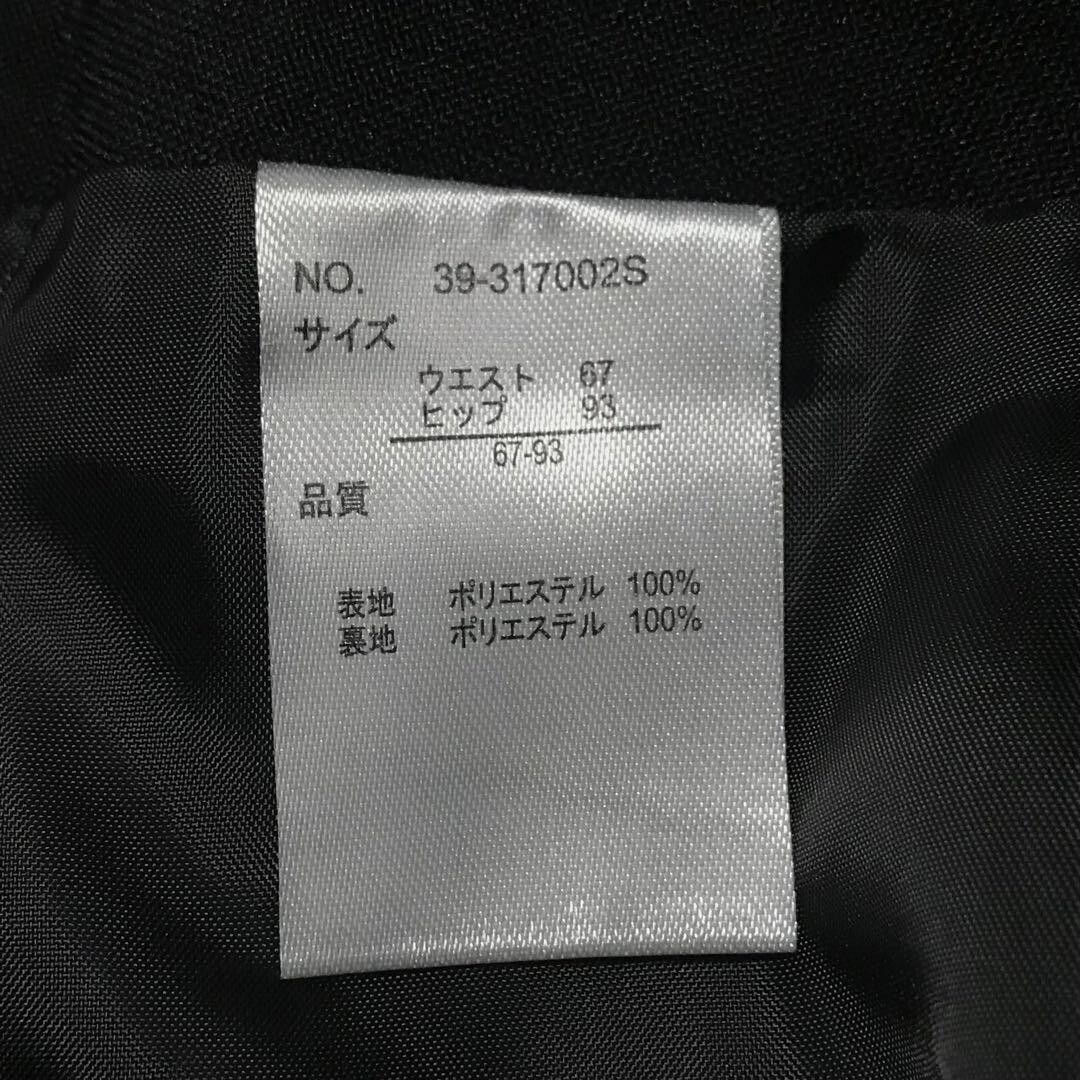 NO. 39-317002S
サイズ
ウエスト 67
ヒップ 93
67-93
品質
表地 ポリエステル 100%
裏地 ポリエステル 100%